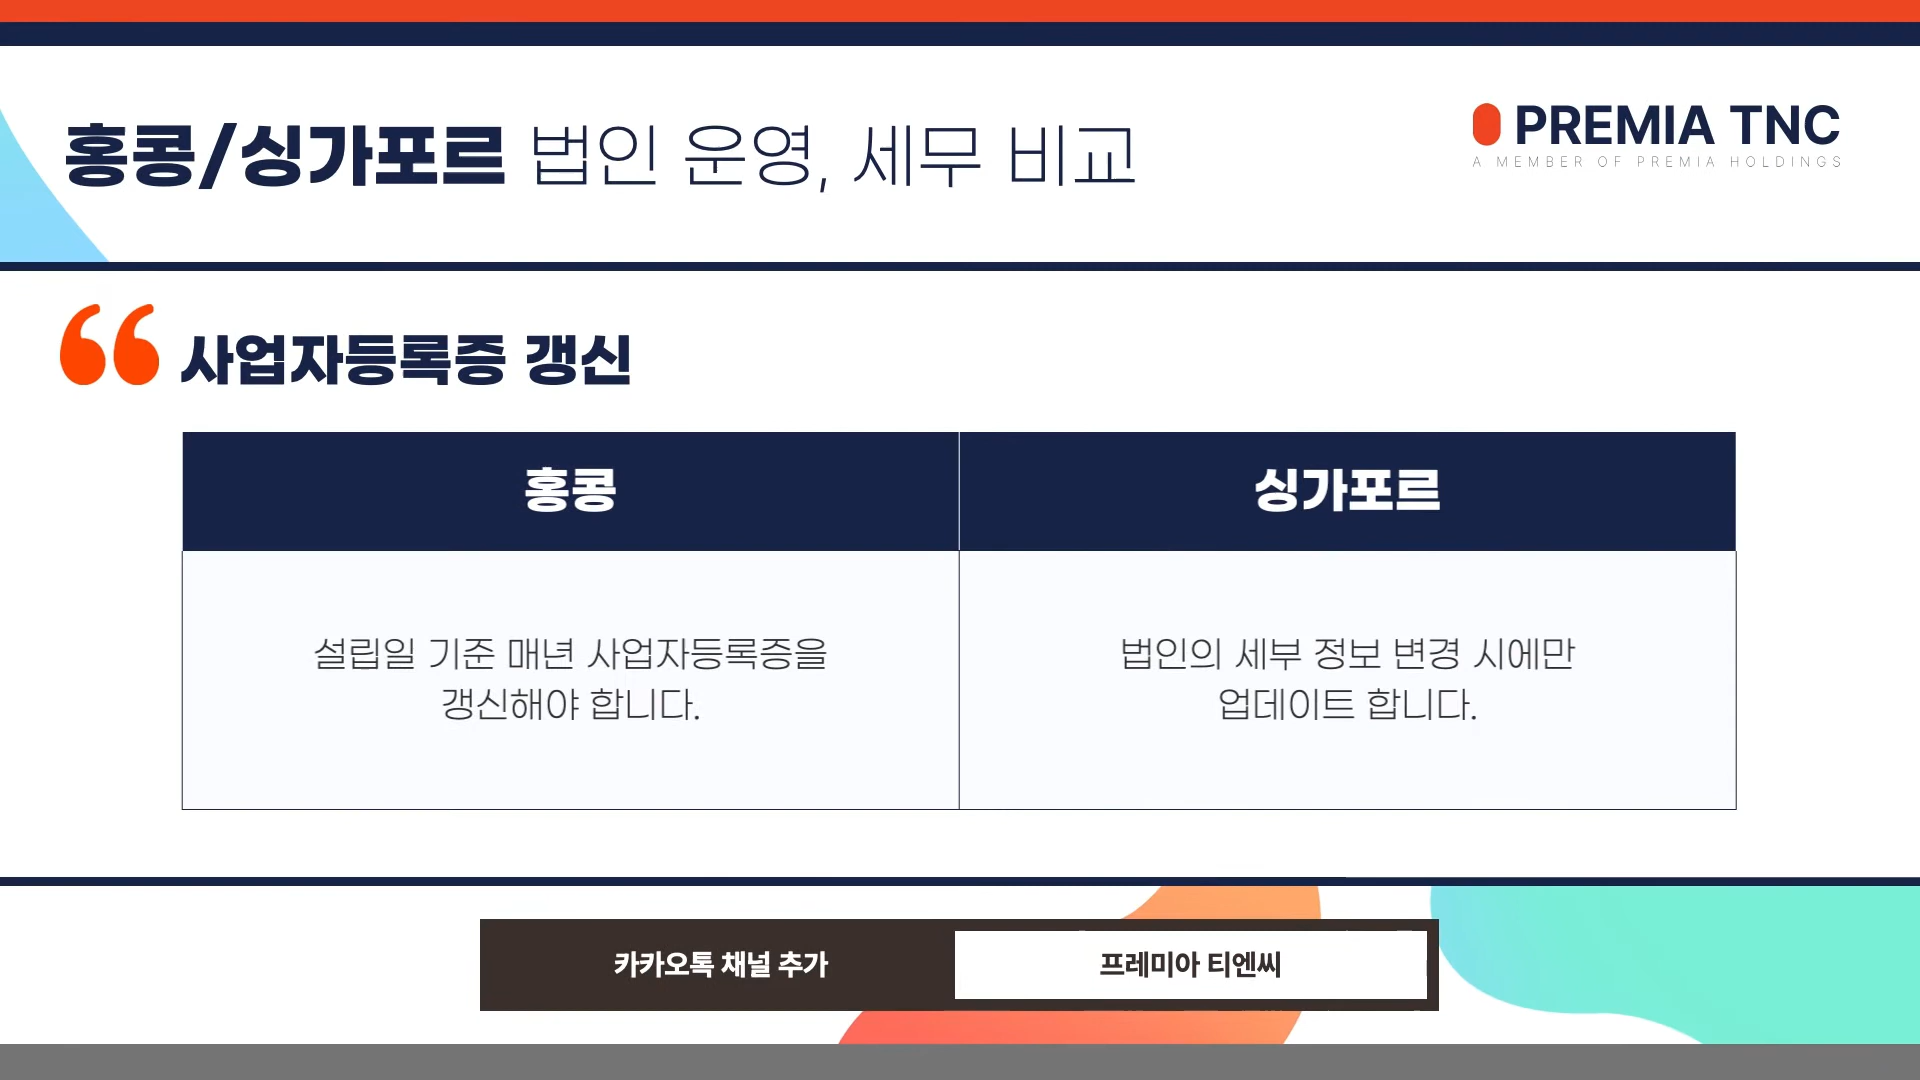 홍콩/싱가포르 법인 운영, 세무 비교
PREMIA TNC
A MEMBER OF PREMIA HOLDINGS
사업자등록증 갱신
홍콩
싱가포르
설립일 기준 매년 사업자등록증을
갱신해야 합니다.
법인의 세부 정보 변경 시에만
업데이트 합니다.
카카오톡 채널 추가
프레미아 티엔씨